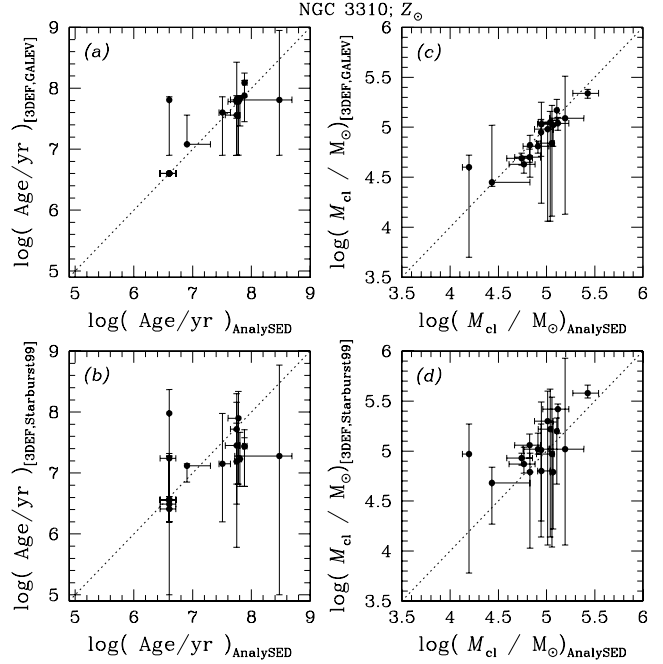 NGC 3310; Z⊙
(a)
9
8
7
6
5
5 6 7 8 9
log( Age/yr )[3DEF,GALEV]
log( Age/yr )AnalySED
(c)
6
5.5
5
4.5
4
3.5
3.5 4 4.5 5 5.5 6
log( Mcl / M⊙)[3DEF,GALEV]
log( Mcl / M⊙)AnalySED
(b)
9
8
7
6
5
5 6 7 8 9
log( Age/yr )[3DEF,Starburst99]
log( Age/yr )AnalySED
(d)
6
5.5
5
4.5
4
3.5
3.5 4 4.5 5 5.5 6
log( Mcl / M⊙)[3DEF,Starburst99]
log( Mcl / M⊙)AnalySED